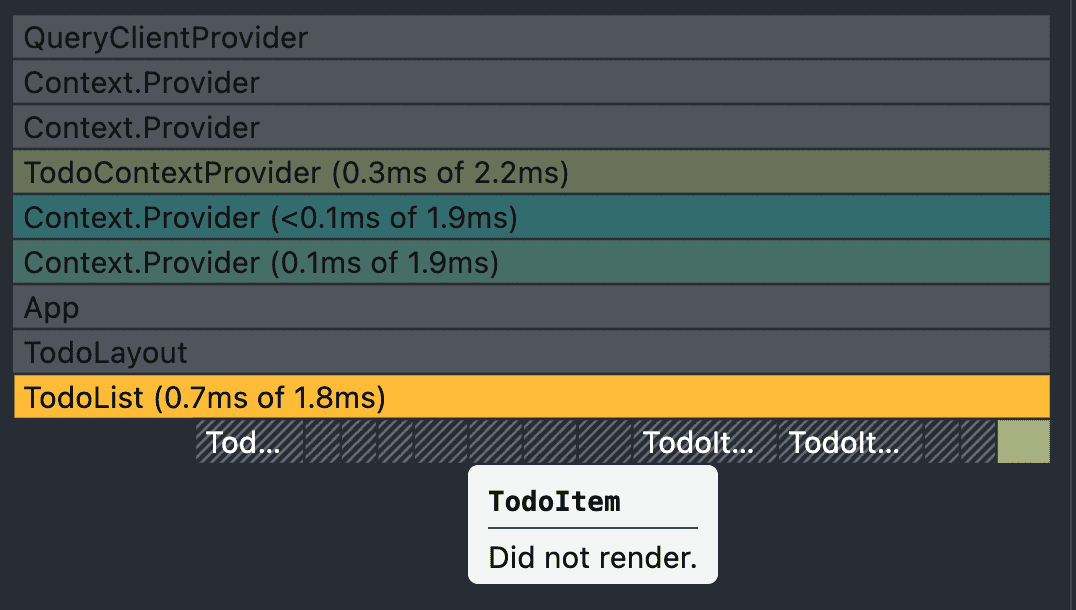 QueryClientProvider
Context.Provider
Context.Provider
TodoContextProvider (0.3ms of 2.2ms)
Context.Provider (<0.1ms of 1.9ms)
Context.Provider (0.1ms of 1.9ms)
App
TodoLayout
TodoList (0.7ms of 1.8ms)
Tod... TodoIt... TodoIt...
TodoItem
Did not render.